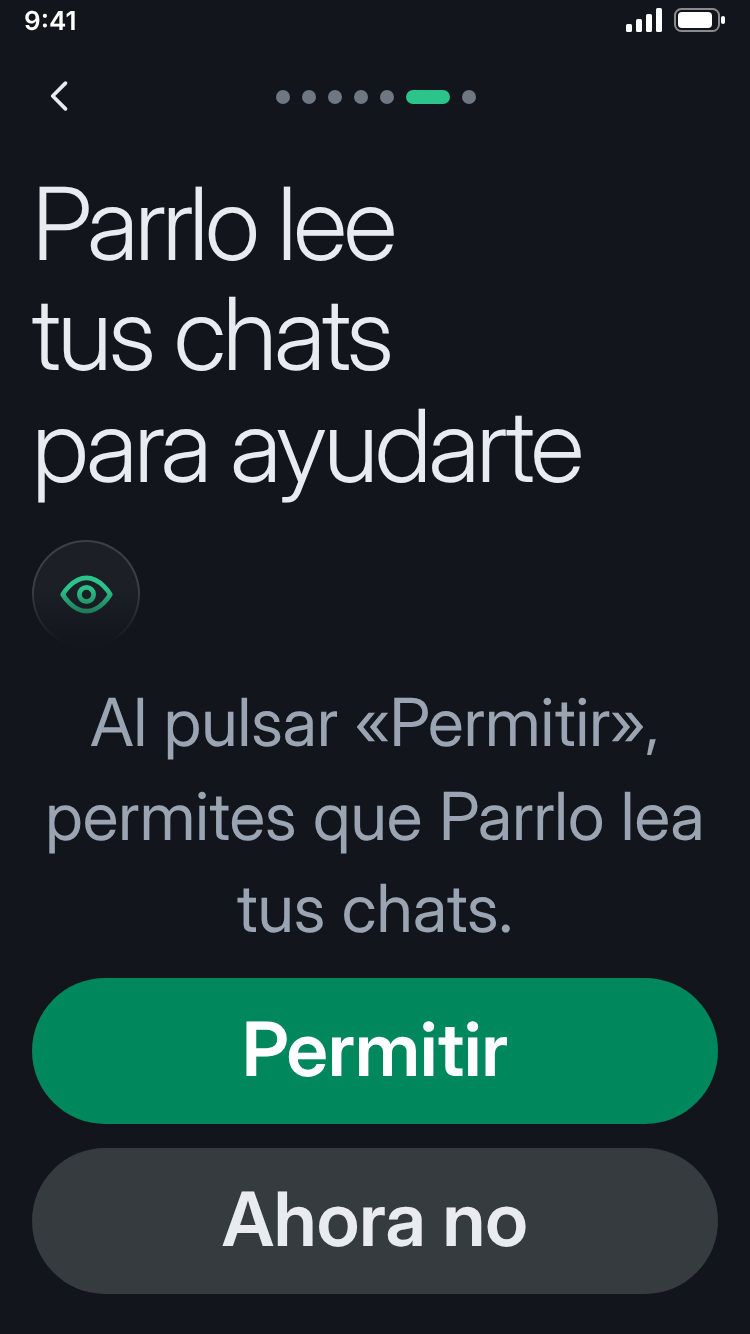 9:41
Parrlo lee
tus chats
para ayudarte
Al pulsar «Permitir»,
permites que Parrlo lea
tus chats.
Permitir
Ahora no